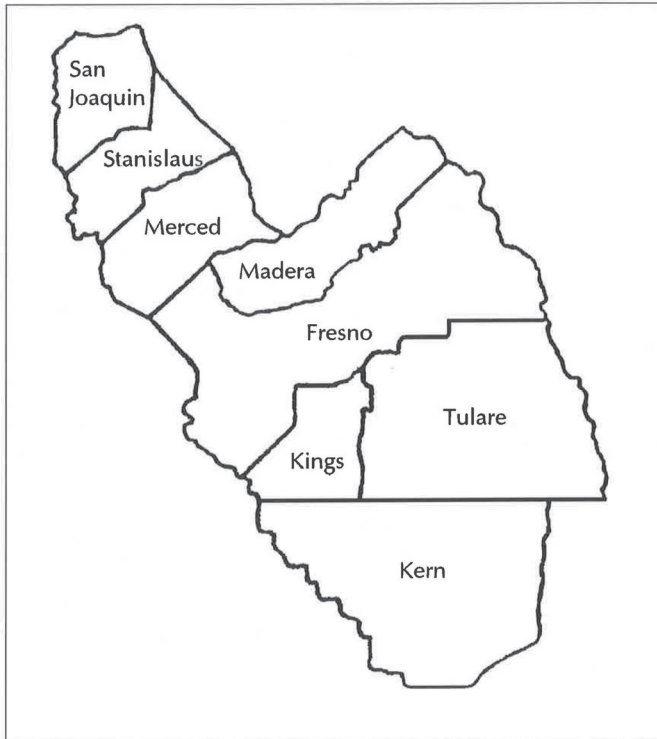 San
Joaquin
Stanislaus
Merced
Madera
Fresno
Tulare
Kings
Kern